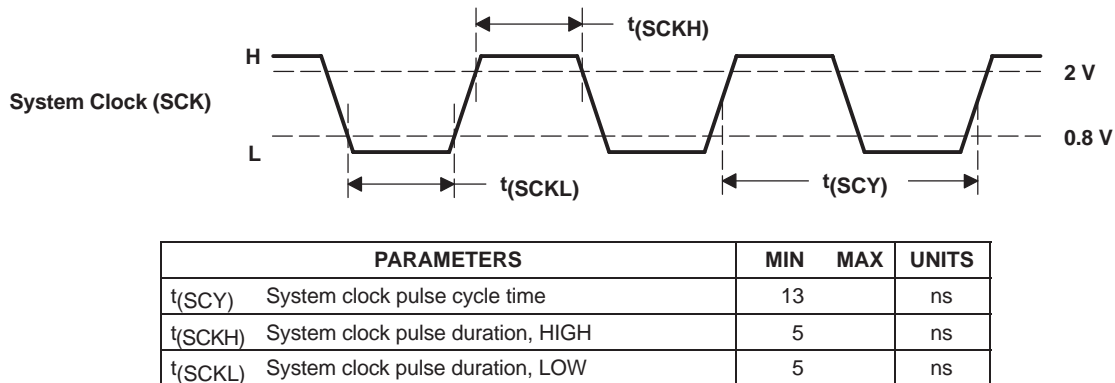 t(SCKH)
H
2 V
System Clock (SCK)
0.8 V
L
t(SCKL)
t(SCY)
PARAMETERS MIN MAX UNITS
t(SCY) System clock pulse cycle time 13 ns
t(SCKH) System clock pulse duration, HIGH 5 ns
t(SCKL) System clock pulse duration, LOW 5 ns